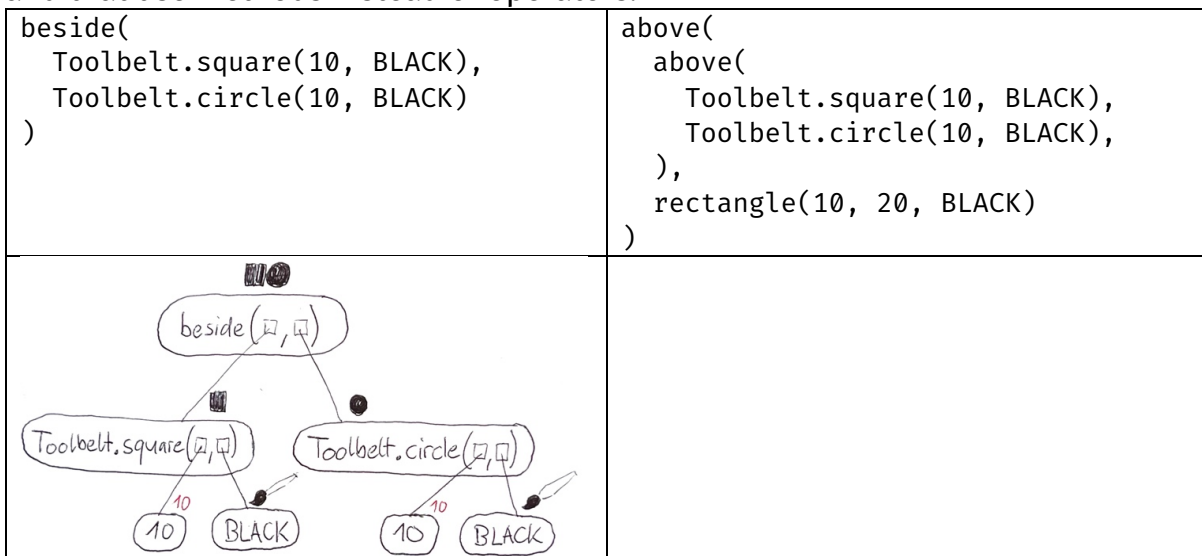 beside(
  Toolbelt.square(10, BLACK),
  Toolbelt.circle(10, BLACK)
)
above(
  above(
    Toolbelt.square(10, BLACK),
    Toolbelt.circle(10, BLACK),
  ),
  rectangle(10, 20, BLACK)
)
beside(□,□)
Toolbelt.square(□,□) Toolbelt.circle(□,□)
10 10
10 BLACK 10 BLACK